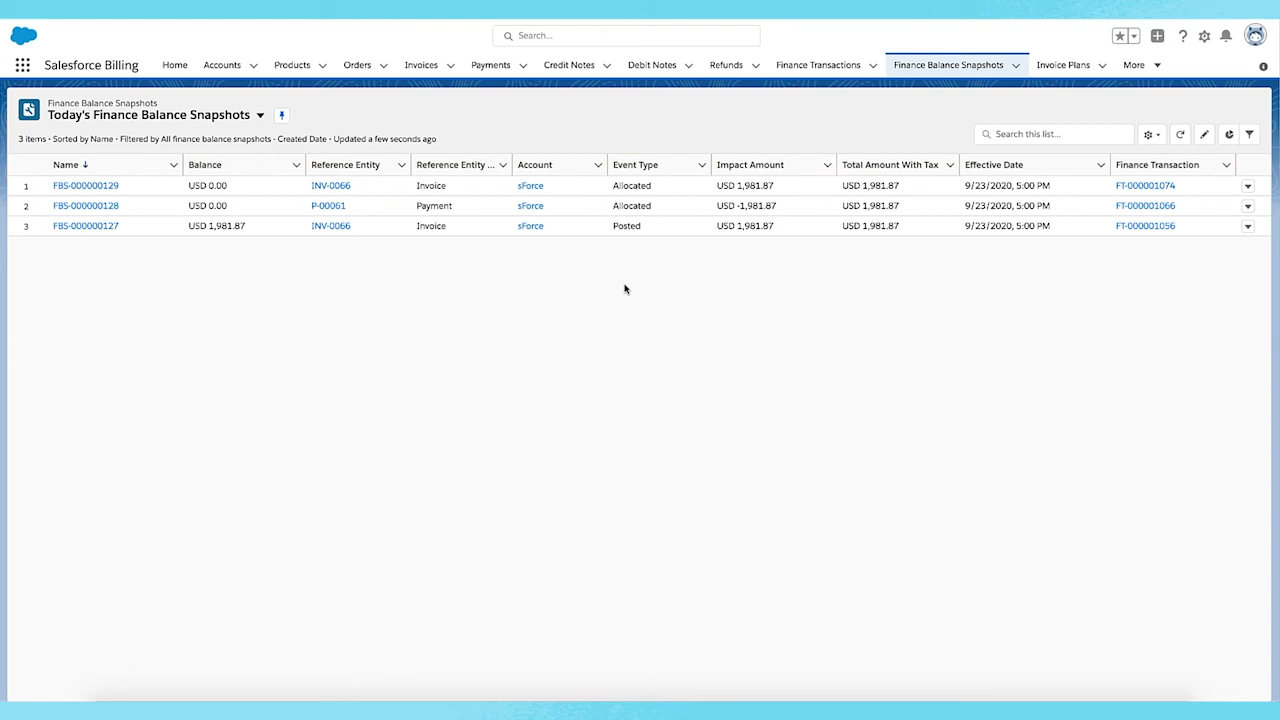 Search...
Salesforce Billing Home Accounts Products Orders Invoices Payments Credit Notes Debit Notes Refunds Finance Transactions Finance Balance Snapshots Invoice Plans More
Finance Balance Snapshots
Today's Finance Balance Snapshots
3 items • Sorted by Name • Filtered by All finance balance snapshots - Created Date • Updated a few seconds ago
Search this list...
Name Balance Reference Entity Reference Entity ... Account Event Type Impact Amount Total Amount With Tax Effective Date Finance Transaction
1 FBS-000000129 USD 0.00 INV-0066 Invoice sForce Allocated USD 1,981.87 USD 1,981.87 9/23/2020, 5:00 PM FT-000001074
2 FBS-000000128 USD 0.00 P-00061 Payment sForce Allocated USD -1,981.87 USD 1,981.87 9/23/2020, 5:00 PM FT-000001066
3 FBS-000000127 USD 1,981.87 INV-0066 Invoice sForce Posted USD 1,981.87 USD 1,981.87 9/23/2020, 5:00 PM FT-000001056